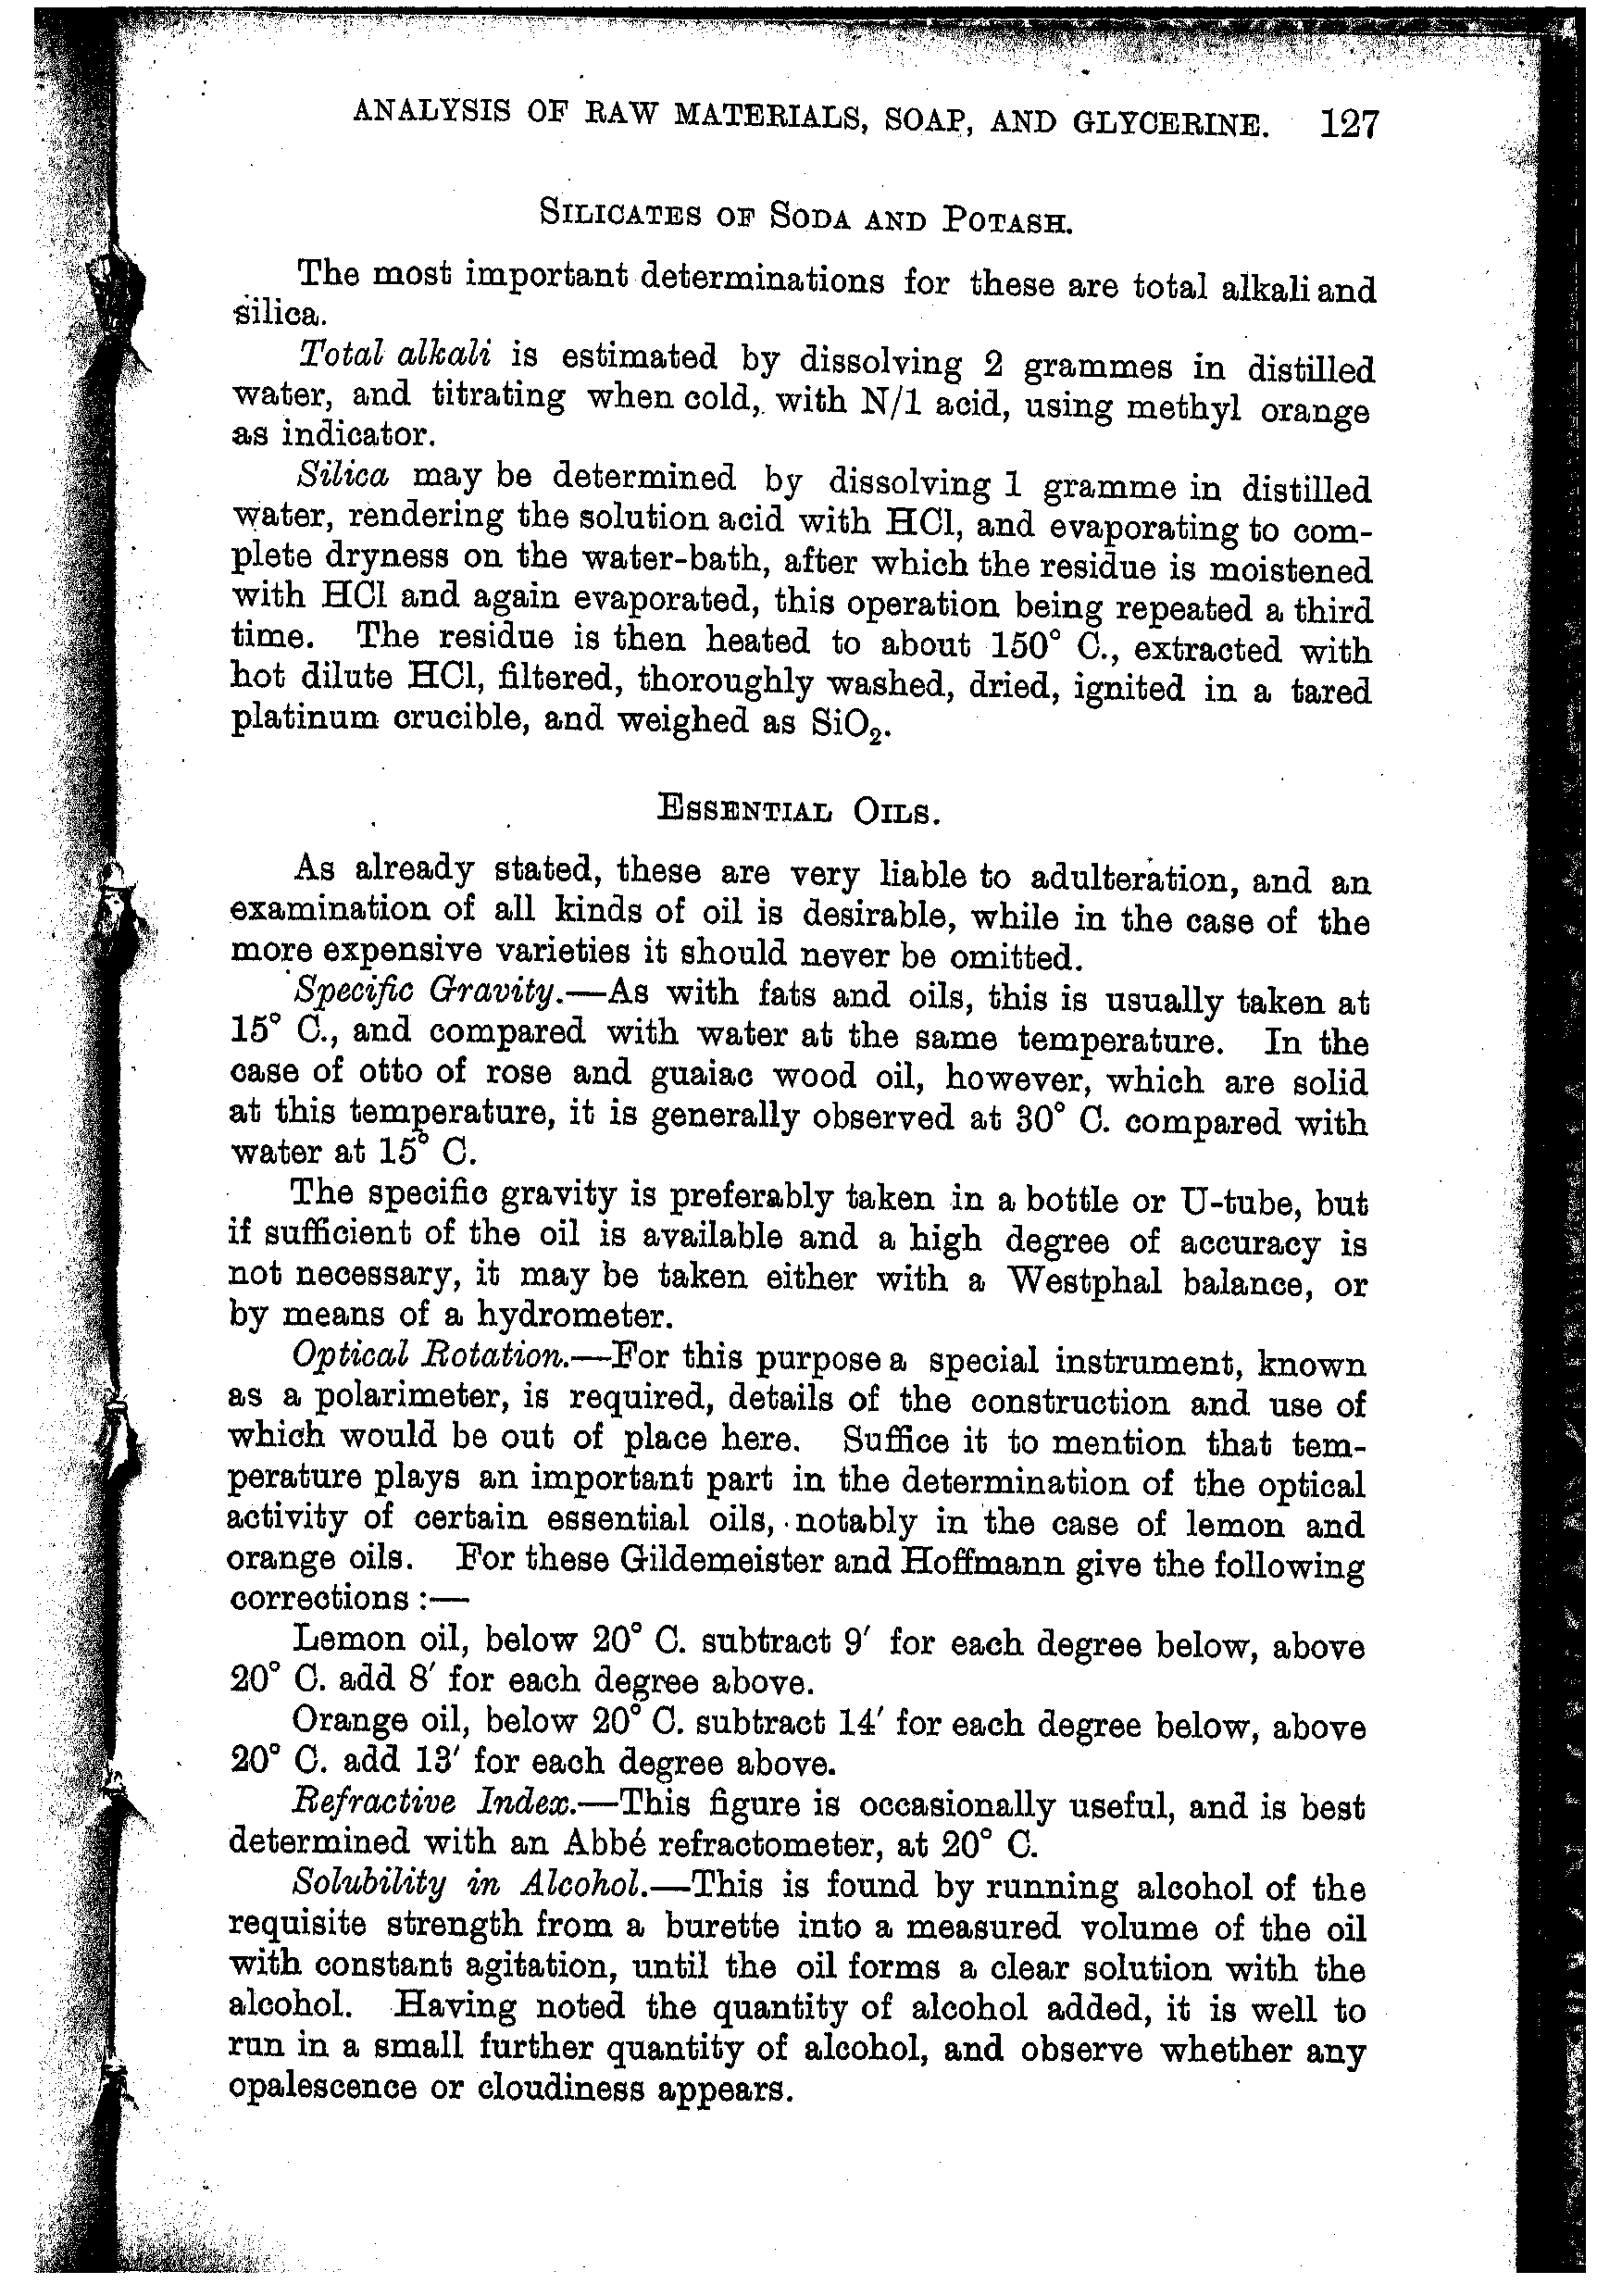 ANALYSIS OF RAW MATERIALS, SOAP, AND GLYCERINE. 127
SILICATES OF SODA AND POTASH.
The most important determinations for these are total alkali and
silica.
Total alkali is estimated by dissolving 2 grammes in distilled
water, and titrating when cold, with N/1 acid, using methyl orange
as indicator.
Silica may be determined by dissolving 1 gramme in distilled
water, rendering the solution acid with HCl, and evaporating to com-
plete dryness on the water-bath, after which the residue is moistened
with HCl and again evaporated, this operation being repeated a third
time. The residue is then heated to about 150° C., extracted with
hot dilute HCl, filtered, thoroughly washed, dried, ignited in a tared
platinum crucible, and weighed as SiO₂.
ESSENTIAL OILS.
As already stated, these are very liable to adulteration, and an
examination of all kinds of oil is desirable, while in the case of the
more expensive varieties it should never be omitted.
Specific Gravity.—As with fats and oils, this is usually taken at
15° C., and compared with water at the same temperature. In the
case of otto of rose and guaiac wood oil, however, which are solid
at this temperature, it is generally observed at 30° C. compared with
water at 15° C.
The specific gravity is preferably taken in a bottle or U-tube, but
if sufficient of the oil is available and a high degree of accuracy is
not necessary, it may be taken either with a Westphal balance, or
by means of a hydrometer.
Optical Rotation.—For this purpose a special instrument, known
as a polarimeter, is required, details of the construction and use of
which would be out of place here. Suffice it to mention that tem-
perature plays an important part in the determination of the optical
activity of certain essential oils, notably in the case of lemon and
orange oils. For these Gildemeister and Hoffmann give the following
corrections :—
Lemon oil, below 20° C. subtract 9′ for each degree below, above
20° C. add 8′ for each degree above.
Orange oil, below 20° C. subtract 14′ for each degree below, above
20° C. add 13′ for each degree above.
Refractive Index.—This figure is occasionally useful, and is best
determined with an Abbé refractometer, at 20° C.
Solubility in Alcohol.—This is found by running alcohol of the
requisite strength from a burette into a measured volume of the oil
with constant agitation, until the oil forms a clear solution with the
alcohol. Having noted the quantity of alcohol added, it is well to
run in a small further quantity of alcohol, and observe whether any
opalescence or cloudiness appears.